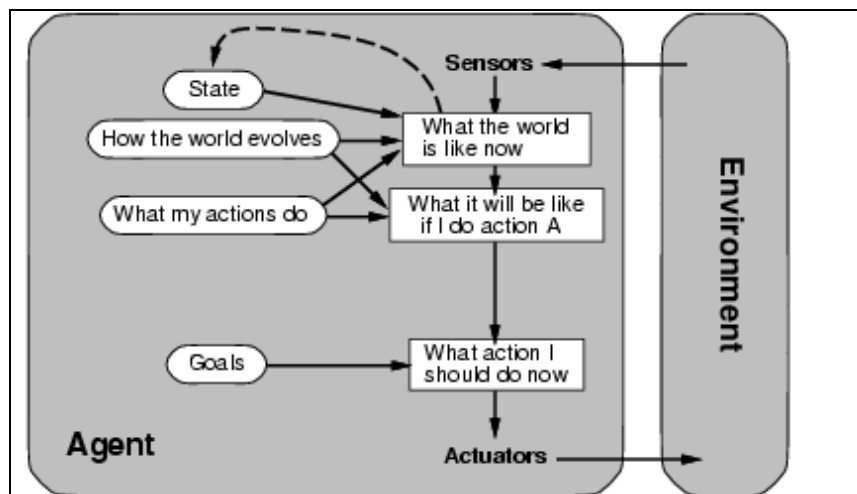 Sensors
State
What the world
is like now
How the world evolves
What it will be like
if I do action A
What my actions do
Goals
What action I
should do now
Agent
Actuators
Environment